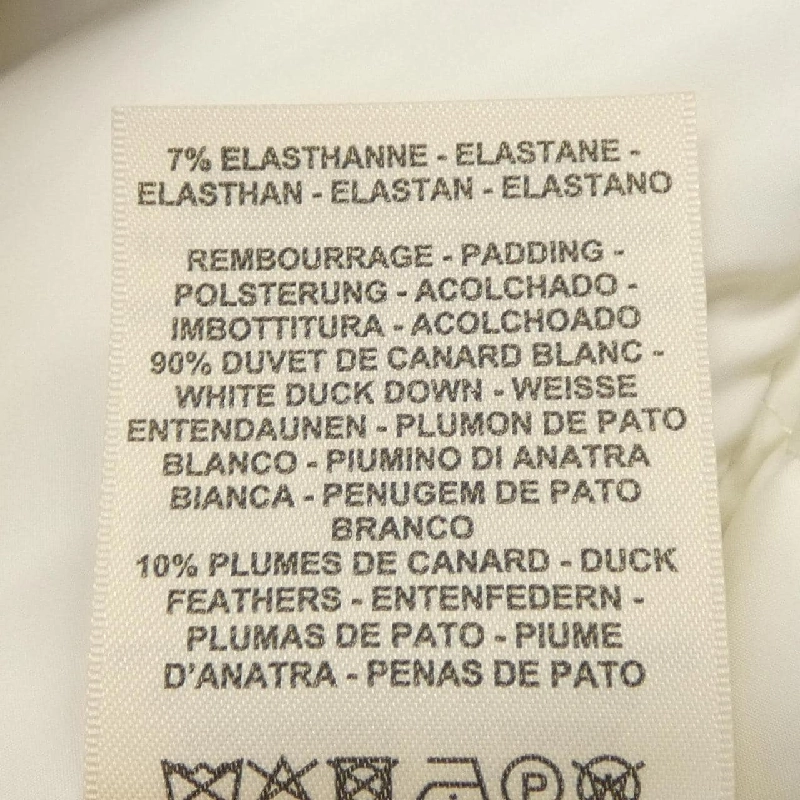 7% ELASTHANNE - ELASTANE -
ELASTHAN - ELASTAN - ELASTANO
REMBOURRAGE - PADDING -
POLSTERUNG - ACOLCHADO -
IMBOTTITURA - ACOLCHOADO
90% DUVET DE CANARD BLANC -
WHITE DUCK DOWN - WEISSE
ENTENDAUNEN - PLUMON DE PATO
BLANCO - PIUMINO DI ANATRA
BIANCA - PENUGEM DE PATO
BRANCO
10% PLUMES DE CANARD - DUCK
FEATHERS - ENTENFEDERN -
PLUMAS DE PATO - PIUME
D'ANATRA - PENAS DE PATO
P W